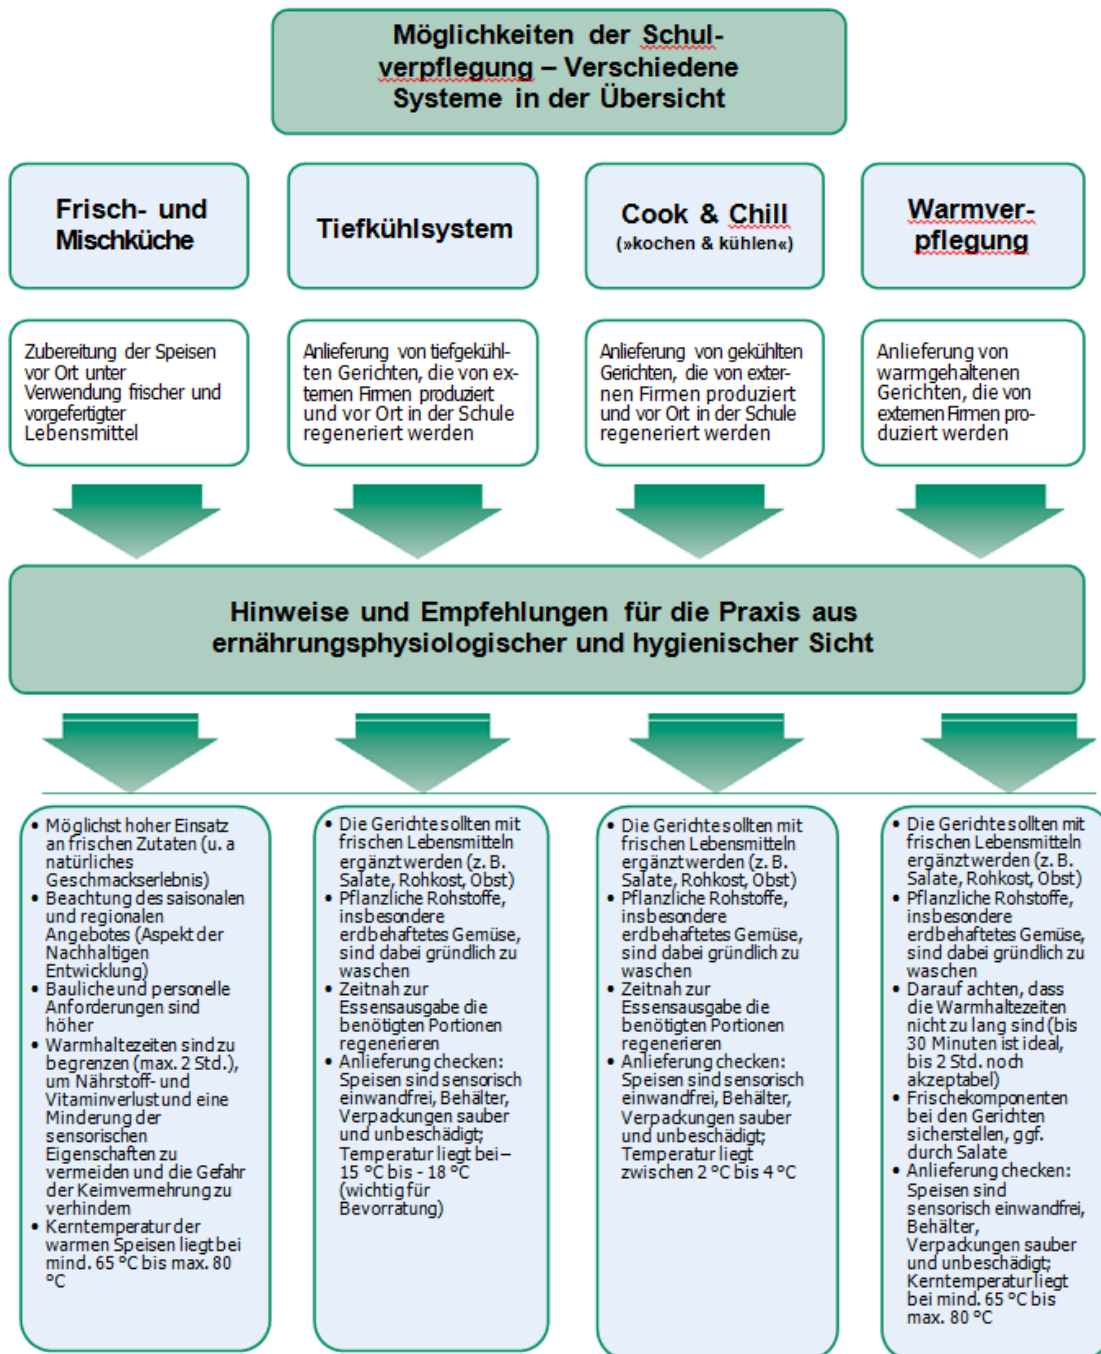 Möglichkeiten der Schul-
verpflegung – Verschiedene
Systeme in der Übersicht
Frisch- und
Mischküche
Tiefkühlsystem
Cook & Chill
(»kochen & kühlen«)
Warmver-
pflegung
Zubereitung der Speisen
vor Ort unter
Verwendung frischer und
vorgefertigter
Lebensmittel
Anlieferung von tiefgekühl-
ten Gerichten, die von ex-
ternen Firmen produziert
und vor Ort in der Schule
regeneriert werden
Anlieferung von gekühlten
Gerichten, die von exter-
nen Firmen produziert
und vor Ort in der Schule
regeneriert werden
Anlieferung von
warmgehaltenen
Gerichten, die von
externen Firmen pro-
duziert werden
Hinweise und Empfehlungen für die Praxis aus
ernährungsphysiologischer und hygienischer Sicht
• Möglichst hoher Einsatz
an frischen Zutaten (u. a
natürliches
Geschmackserlebnis)
• Beachtung des saisonalen
und regionalen
Angebotes (Aspekt der
Nachhaltigen
Entwicklung)
• Bauliche und personelle
Anforderungen sind
höher
• Warmhaltezeiten sind zu
begrenzen (max. 2 Std.),
um Nährstoff- und
Vitaminverlust und eine
Minderung der
sensorischen
Eigenschaften zu
vermeiden und die Gefahr
der Keimvermehrung zu
verhindern
• Kerntemperatur der
warmen Speisen liegt bei
mind. 65 °C bis max. 80
°C
• Die Gerichte sollten mit
frischen Lebensmitteln
ergänzt werden (z. B.
Salate, Rohkost, Obst)
• Pflanzliche Rohstoffe,
insbesondere
erdbehaftetes Gemüse,
sind dabei gründlich zu
waschen
• Zeitnah zur
Essensausgabe die
benötigten Portionen
regenerieren
• Anlieferung checken:
Speisen sind sensorisch
einwandfrei, Behälter,
Verpackungen sauber
und unbeschädigt;
Temperatur liegt bei –
15 °C bis - 18 °C
(wichtig für
Bevorratung)
• Die Gerichte sollten mit
frischen Lebensmitteln
ergänzt werden (z. B.
Salate, Rohkost, Obst)
• Pflanzliche Rohstoffe,
insbesondere
erdbehaftetes Gemüse,
sind dabei gründlich zu
waschen
• Zeitnah zur
Essensausgabe die
benötigten Portionen
regenerieren
• Anlieferung checken:
Speisen sind sensorisch
einwandfrei, Behälter,
Verpackungen sauber
und unbeschädigt;
Temperatur liegt
zwischen 2 °C bis 4 °C
• Die Gerichte sollten mit
frischen Lebensmitteln
ergänzt werden (z. B.
Salate, Rohkost, Obst)
• Pflanzliche Rohstoffe,
insbesondere
erdbehaftetes Gemüse,
sind dabei gründlich zu
waschen
• Darauf achten, dass
die Warmhaltezeiten
nicht zu lang sind (bis
30 Minuten ist ideal,
bis 2 Std. noch
akzeptabel)
• Frischekomponenten
bei den Gerichten
sicherstellen, ggf.
durch Salate
• Anlieferung checken:
Speisen sind
sensorisch einwandfrei,
Behälter,
Verpackungen sauber
und unbeschädigt;
Kerntemperatur liegt
bei mind. 65 °C bis
max. 80 °C